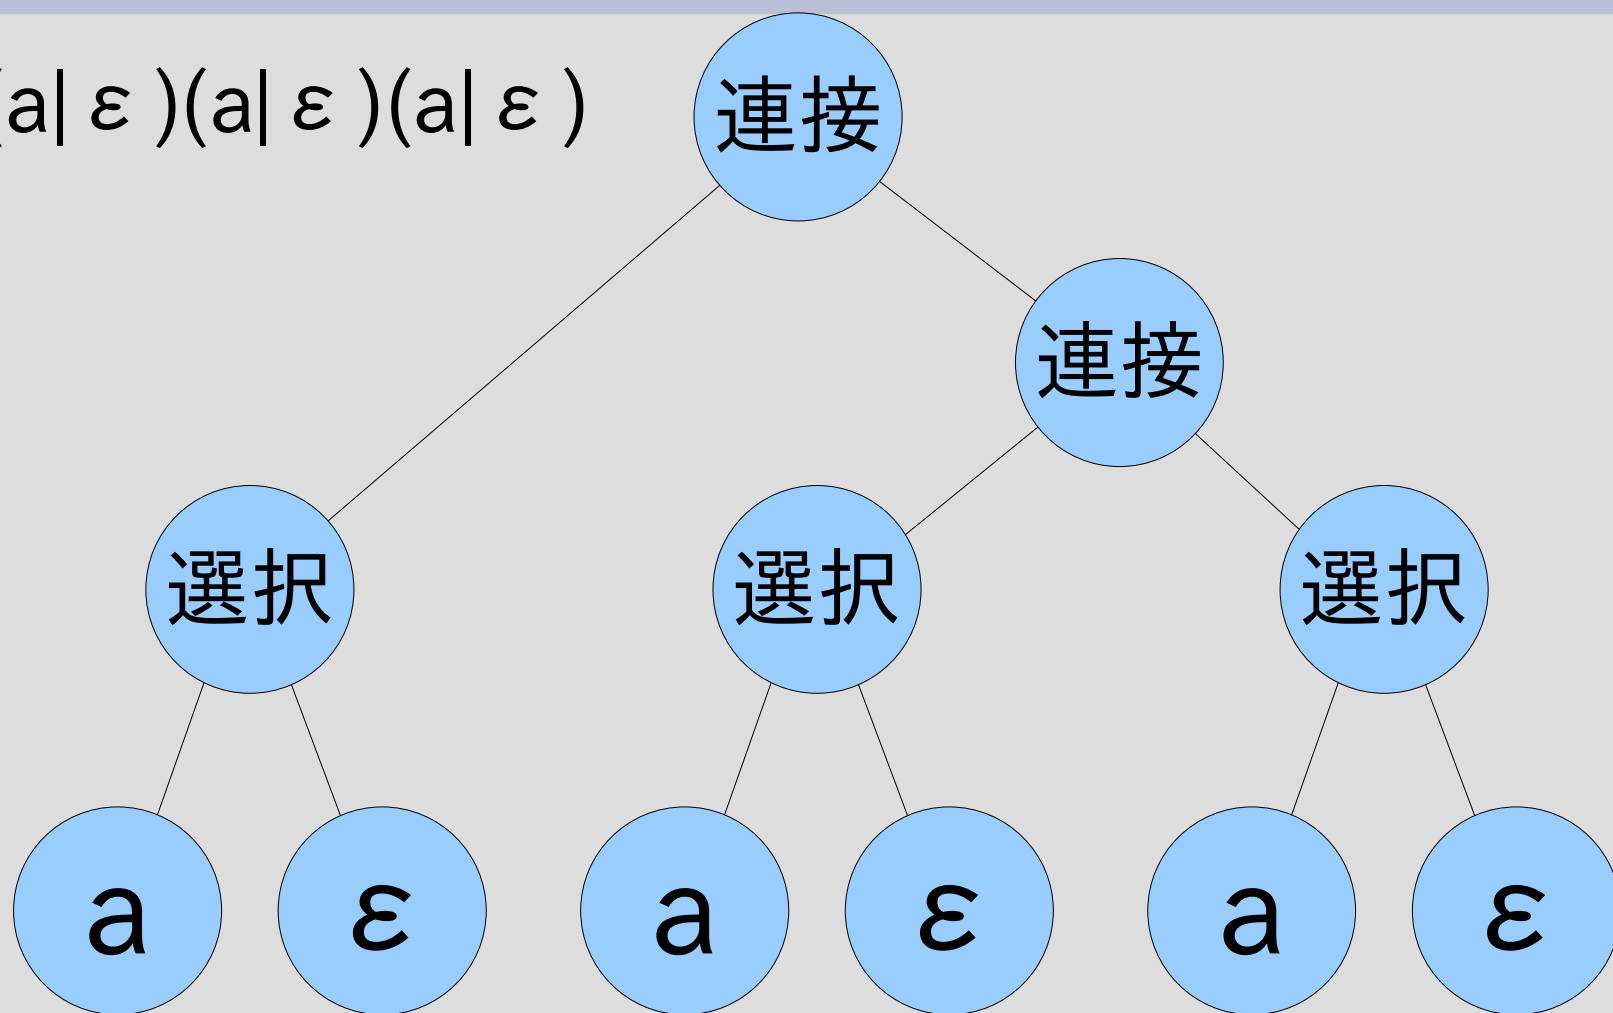 (a|ε)(a|ε)(a|ε)
連接
連接
選択 選択 選択
a ε a ε a ε